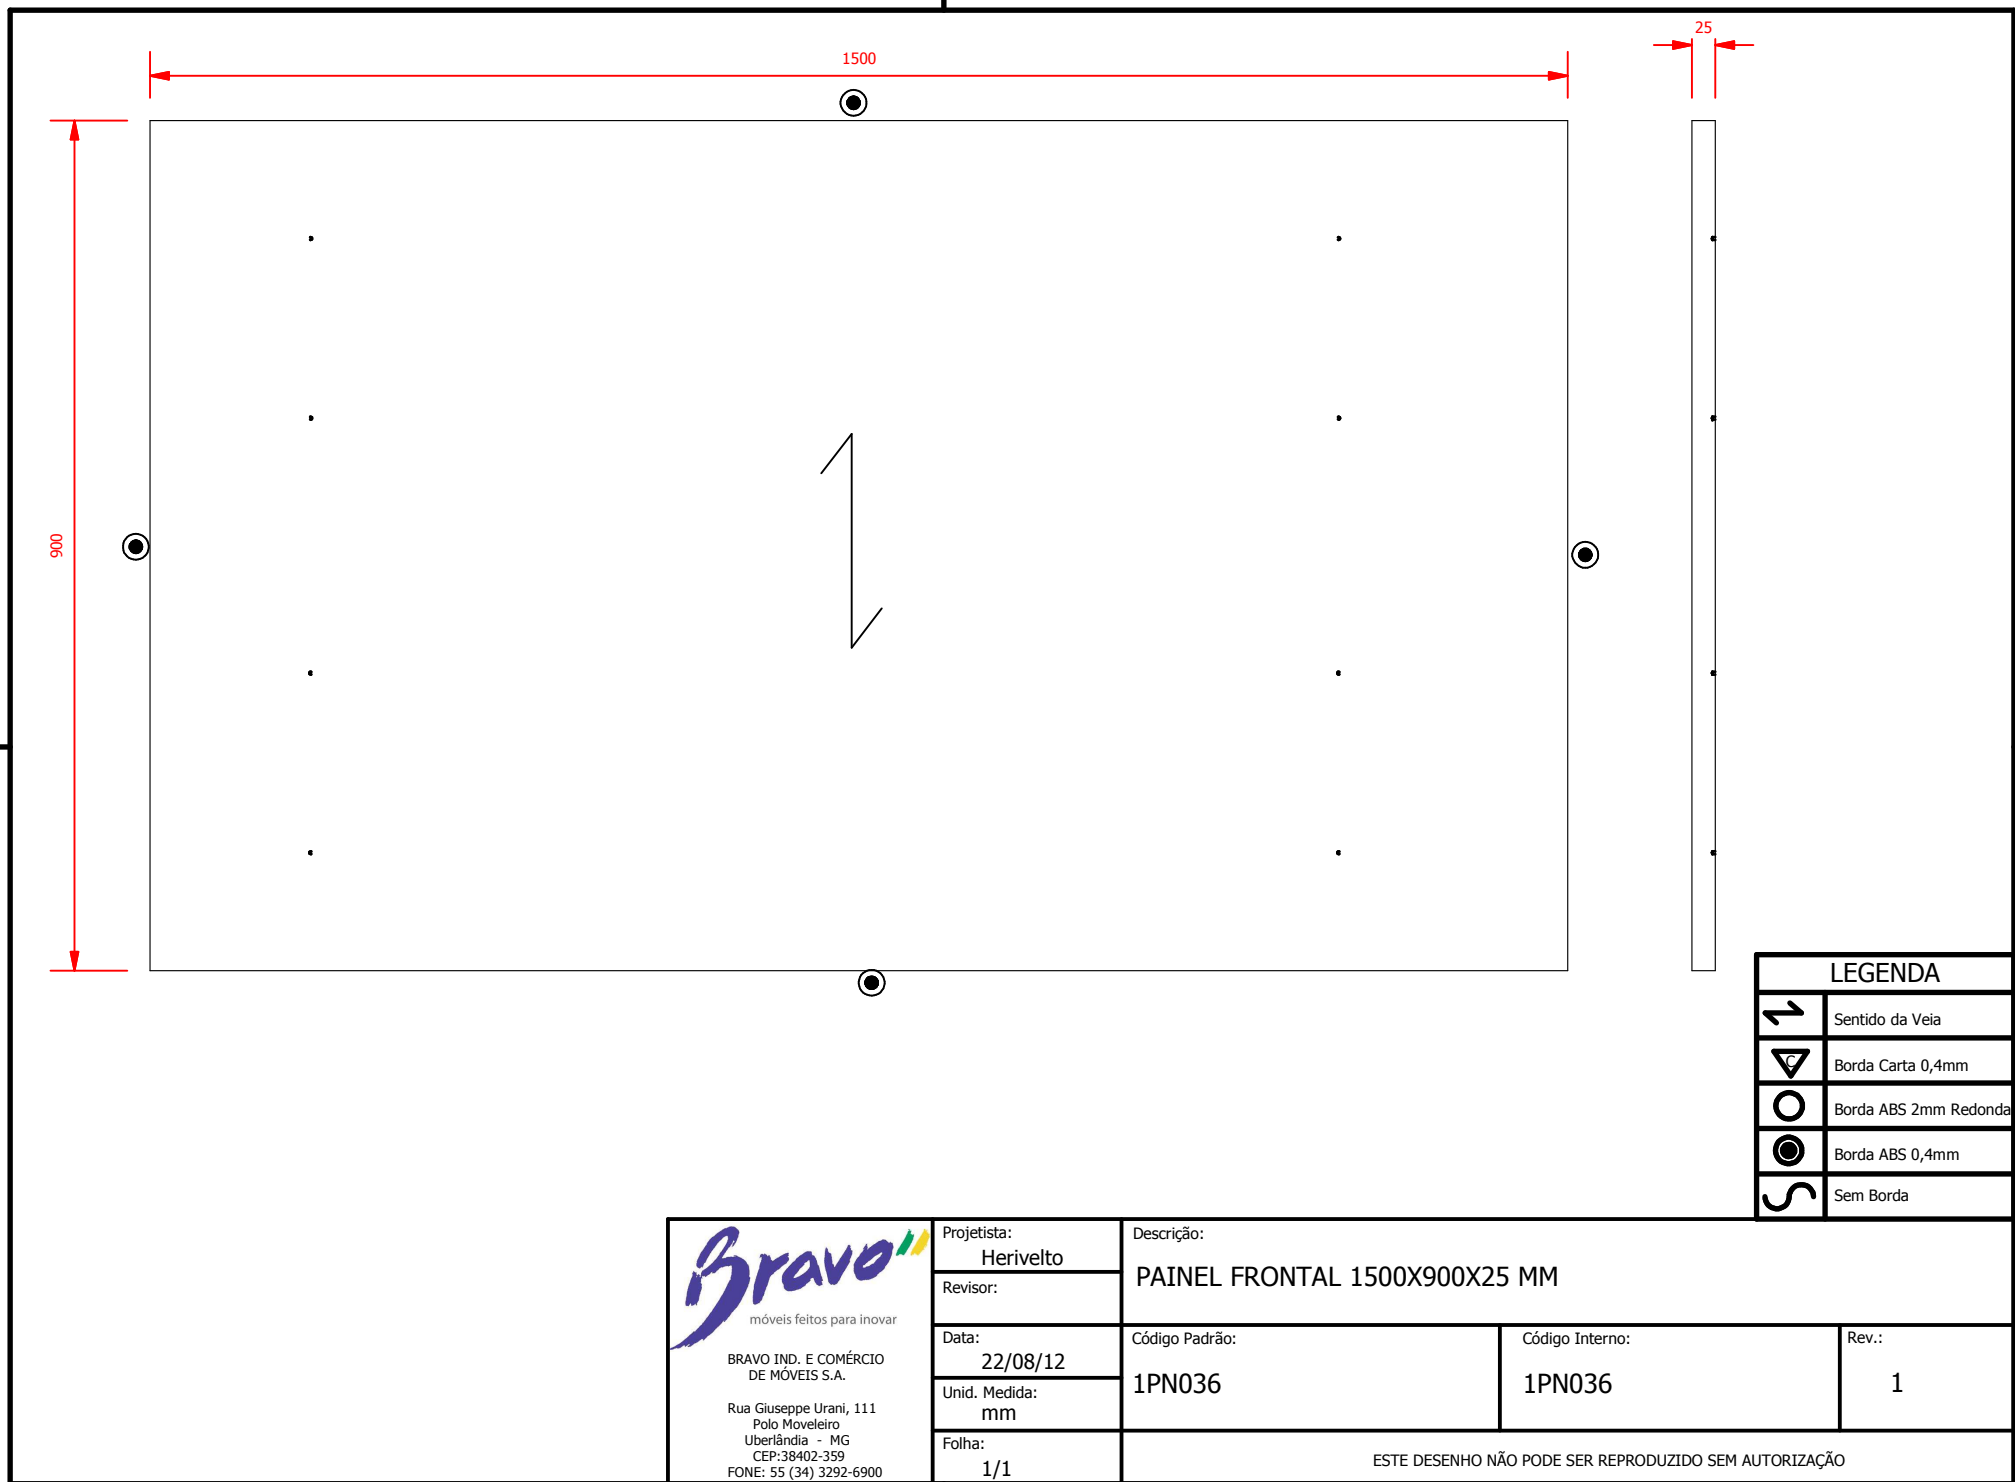 1500
25
900
LEGENDA
Sentido da Veia
C
Borda Carta 0,4mm
Borda ABS 2mm Redonda
Borda ABS 0,4mm
Sem Borda
Bravo
móveis feitos para inovar
BRAVO IND. E COMÉRCIO
DE MÓVEIS S.A.
Rua Giuseppe Urani, 111
Polo Moveleiro
Uberlândia - MG
CEP:38402-359
FONE: 55 (34) 3292-6900
Projetista:
Herivelto
Revisor:
Data:
22/08/12
Unid. Medida:
mm
Folha:
1/1
Descrição:
PAINEL FRONTAL 1500X900X25 MM
Código Padrão:
1PN036
Código Interno:
1PN036
Rev.:
1
ESTE DESENHO NÃO PODE SER REPRODUZIDO SEM AUTORIZAÇÃO